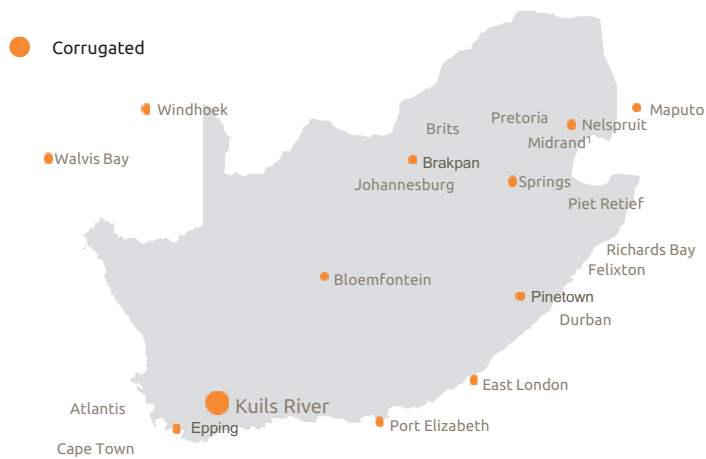 Corrugated
Windhoek
Maputo
Pretoria
Nelspruit
Brits
Midrand¹
Walvis Bay
Brakpan
Johannesburg
Springs
Piet Retief
Richards Bay
Felixton
Bloemfontein
Pinetown
Durban
East London
Kuils River
Atlantis
Port Elizabeth
Epping
Cape Town